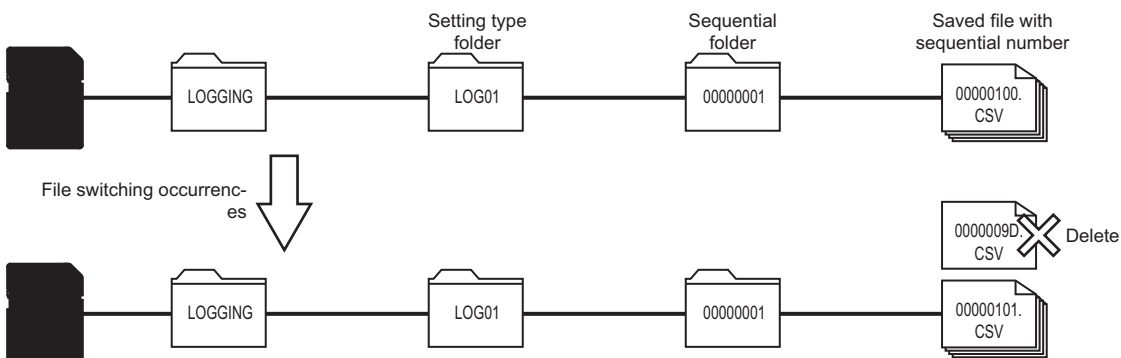 Setting type
folder
Sequential
folder
Saved file with
sequential number
LOGGING
LOG01
00000001
00000100.
CSV
File switching occurrenc-
es
0000009D.
CSV
Delete
LOGGING
LOG01
00000001
00000101.
CSV